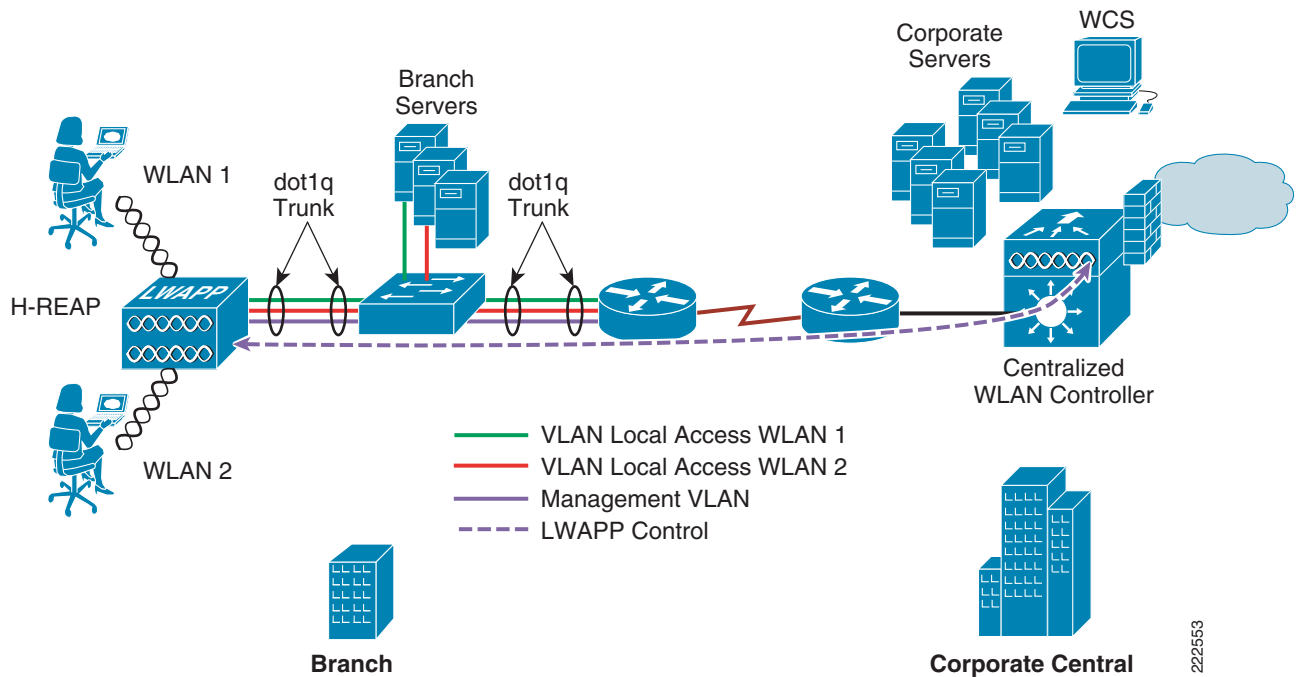 WCS
Corporate
Servers
Branch
Servers
WLAN 1
dot1q
Trunk
dot1q
Trunk
LWAPP
H-REAP
Centralized
WLAN Controller
WLAN 2
VLAN Local Access WLAN 1
VLAN Local Access WLAN 2
Management VLAN
LWAPP Control
Branch
Corporate Central
222553